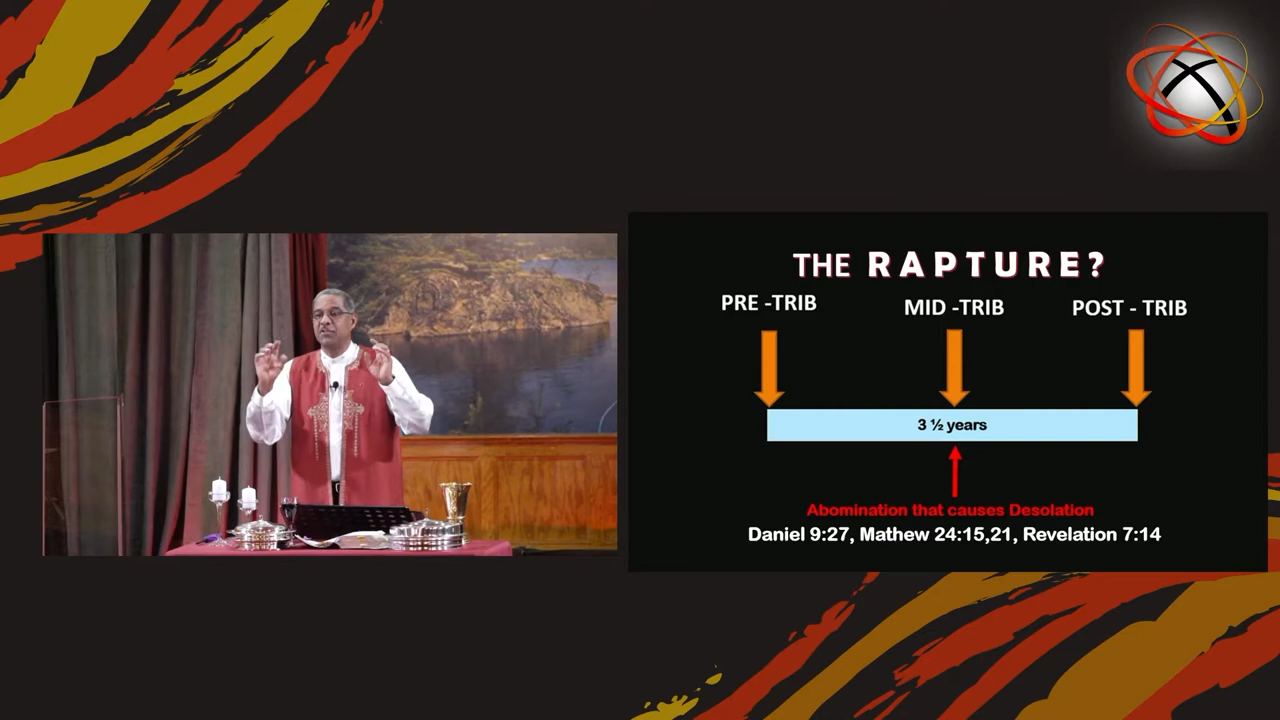 THE RAPTURE?
PRE -TRIB
MID -TRIB
POST - TRIB
3 ½ years
Abomination that causes Desolation
Daniel 9:27, Mathew 24:15,21, Revelation 7:14